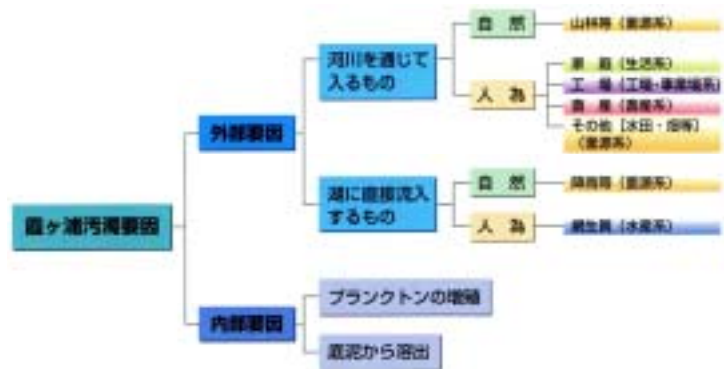 霞ヶ浦汚濁要因
外部要因
河川を通じて
入るもの
自 然
山林等（面源系）
人 為
家 庭（生活系）
工 場（工場・事業場系）
畜 産（畜産系）
その他［水田・畑等］
（面源系）
湖に直接流入
するもの
自 然
降雨等（面源系）
人 為
網生簀（水産系）
内部要因
プランクトンの増殖
底泥から溶出